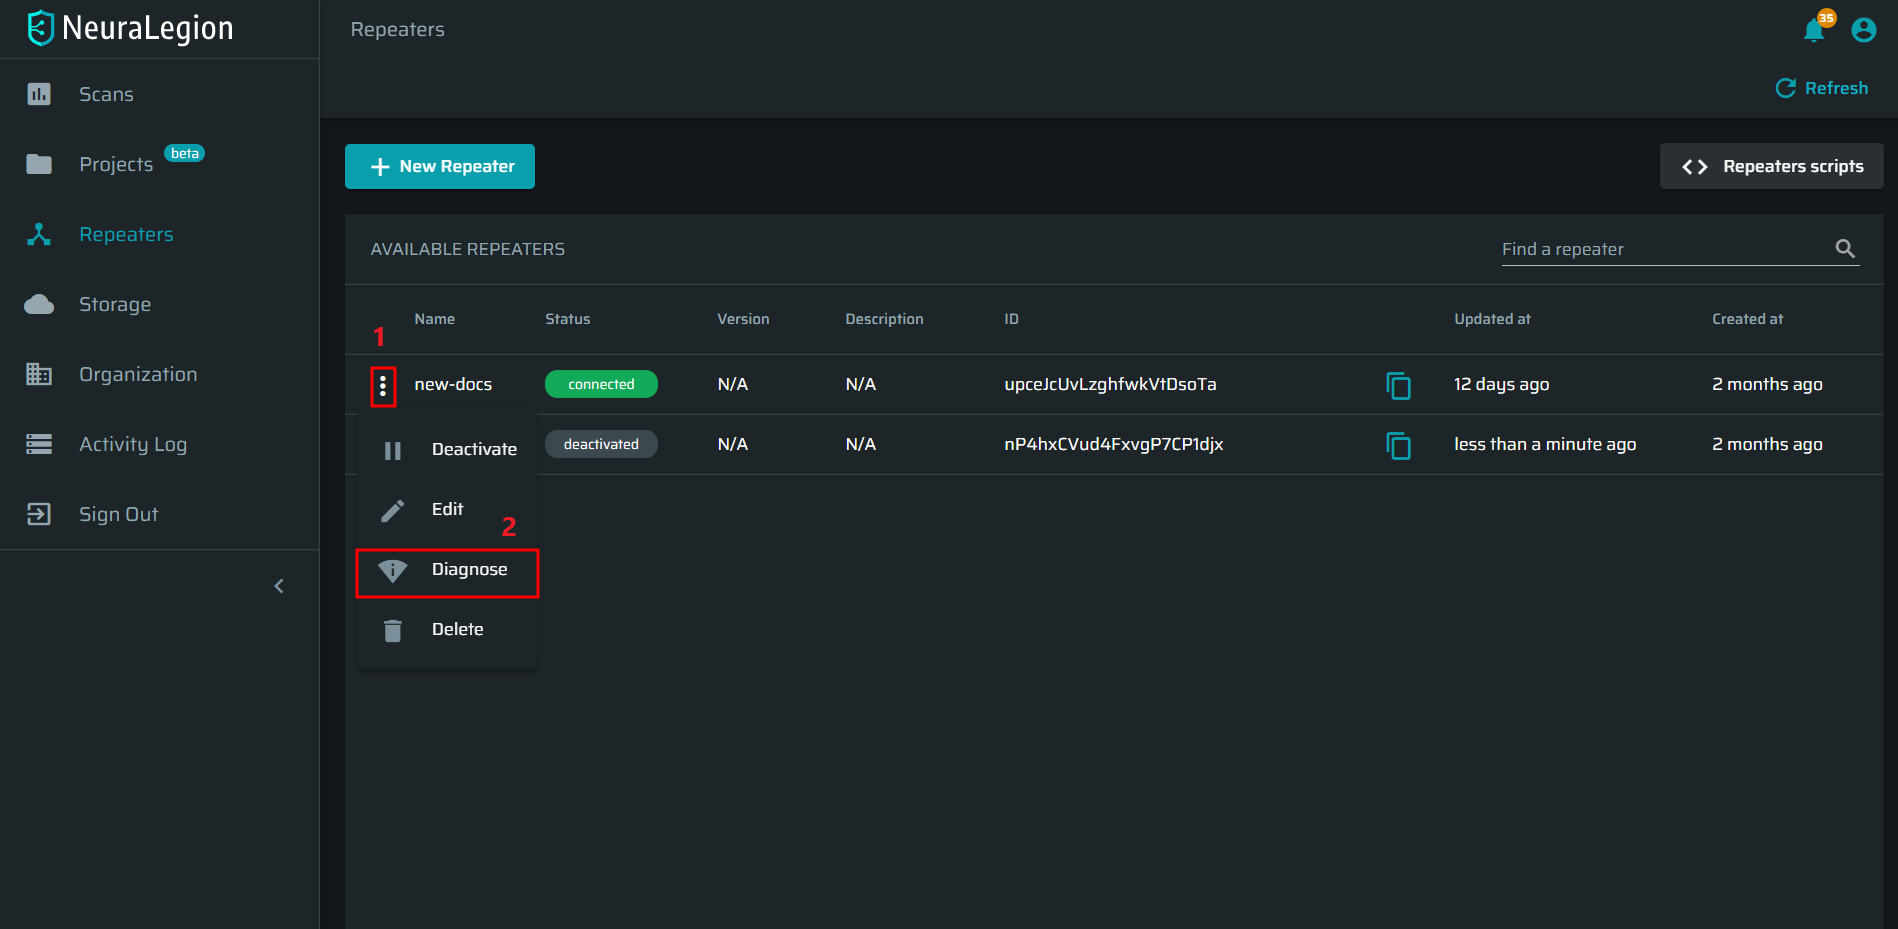 NeuraLegion
Repeaters
35
Refresh
Scans
Projects beta
Repeaters
Storage
Organization
Activity Log
Sign Out
New Repeater
Repeaters scripts
AVAILABLE REPEATERS
Find a repeater
Name Status Version Description ID Updated at Created at
1
new-docs connected N/A N/A upceJcUvLzghfwkVtDsoTa 12 days ago 2 months ago
deactivated N/A N/A nP4hxCVud4FxvgP7CP1djx less than a minute ago 2 months ago
Deactivate
Edit
2
Diagnose
Delete